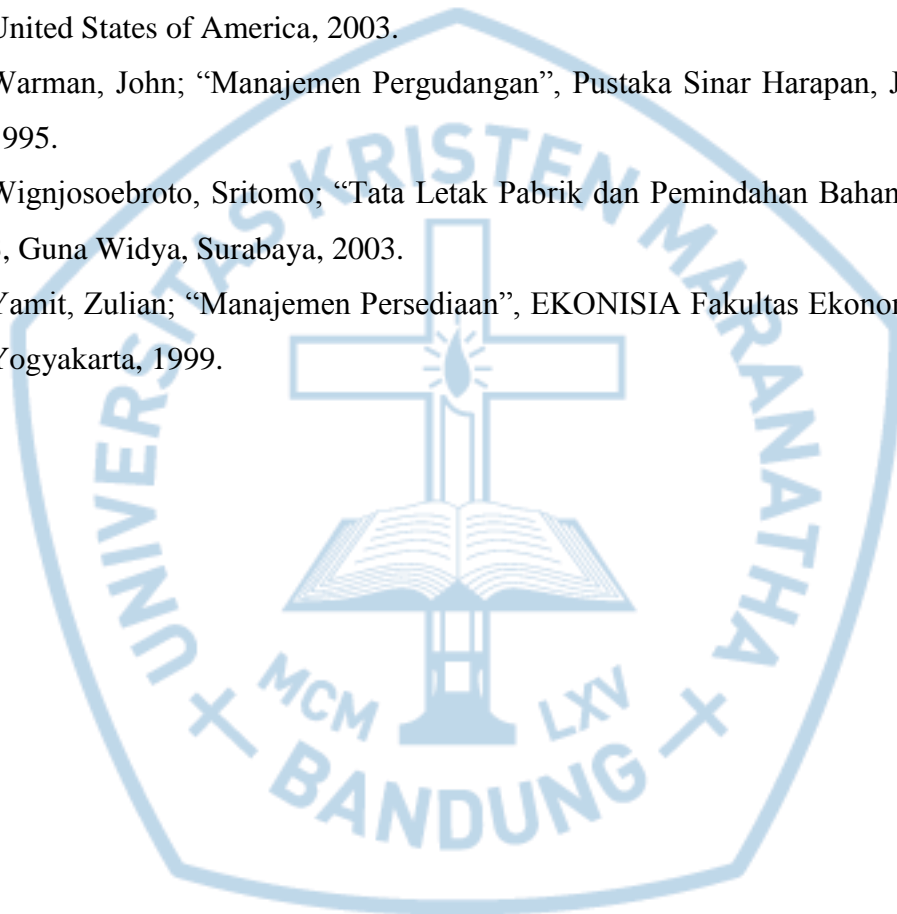 United States of America, 2003.
Warman, John; “Manajemen Pergudangan”, Pustaka Sinar Harapan,
995.
Wignjosoebroto, Sritomo; “Tata Letak Pabrik dan Pemindahan Bahan
, Guna Widya, Surabaya, 2003.
Yamit, Zulian; “Manajemen Persediaan”, EKONISIA Fakultas
Yogyakarta, 1999.
UNIVERSITAS KRISTEN MARANATHA
MCM LXV
BANDUNG